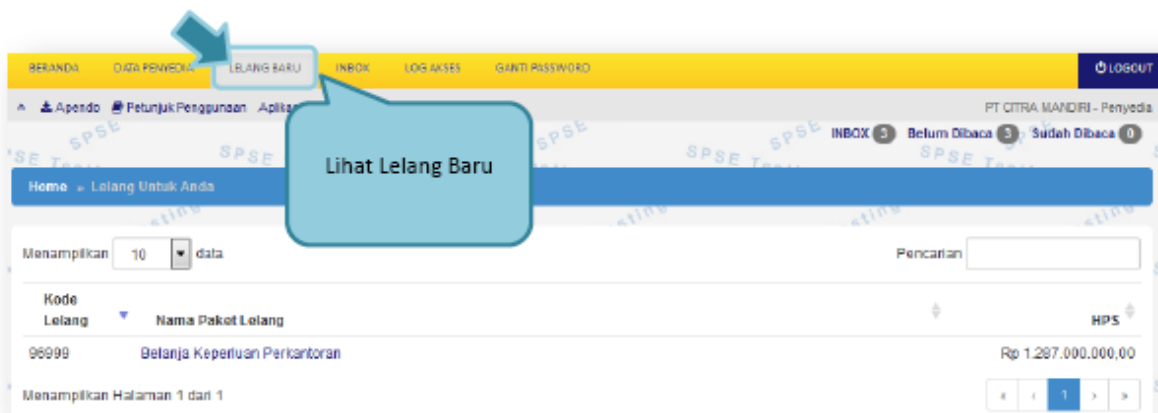 BERANDA DATA PENYEDIA LELANG BARU INBOX LOG AKSES GANTI PASSWORD LOGOUT
Apendo Petunjuk Penggunaan PT CITRA MANDIRI - Penyedia
INBOX 3 Belum Dibaca 3 Sudah Dibaca 0
Lihat Lelang Baru
Home » Lelang Untuk Anda
Menampilkan 10 data Pencarian
Kode Lelang Nama Paket Lelang HPS
96999 Belanja Keperluan Perkantoran Rp 1.287.000.000,00
Menampilkan Halaman 1 dari 1 « ‹ 1 › »